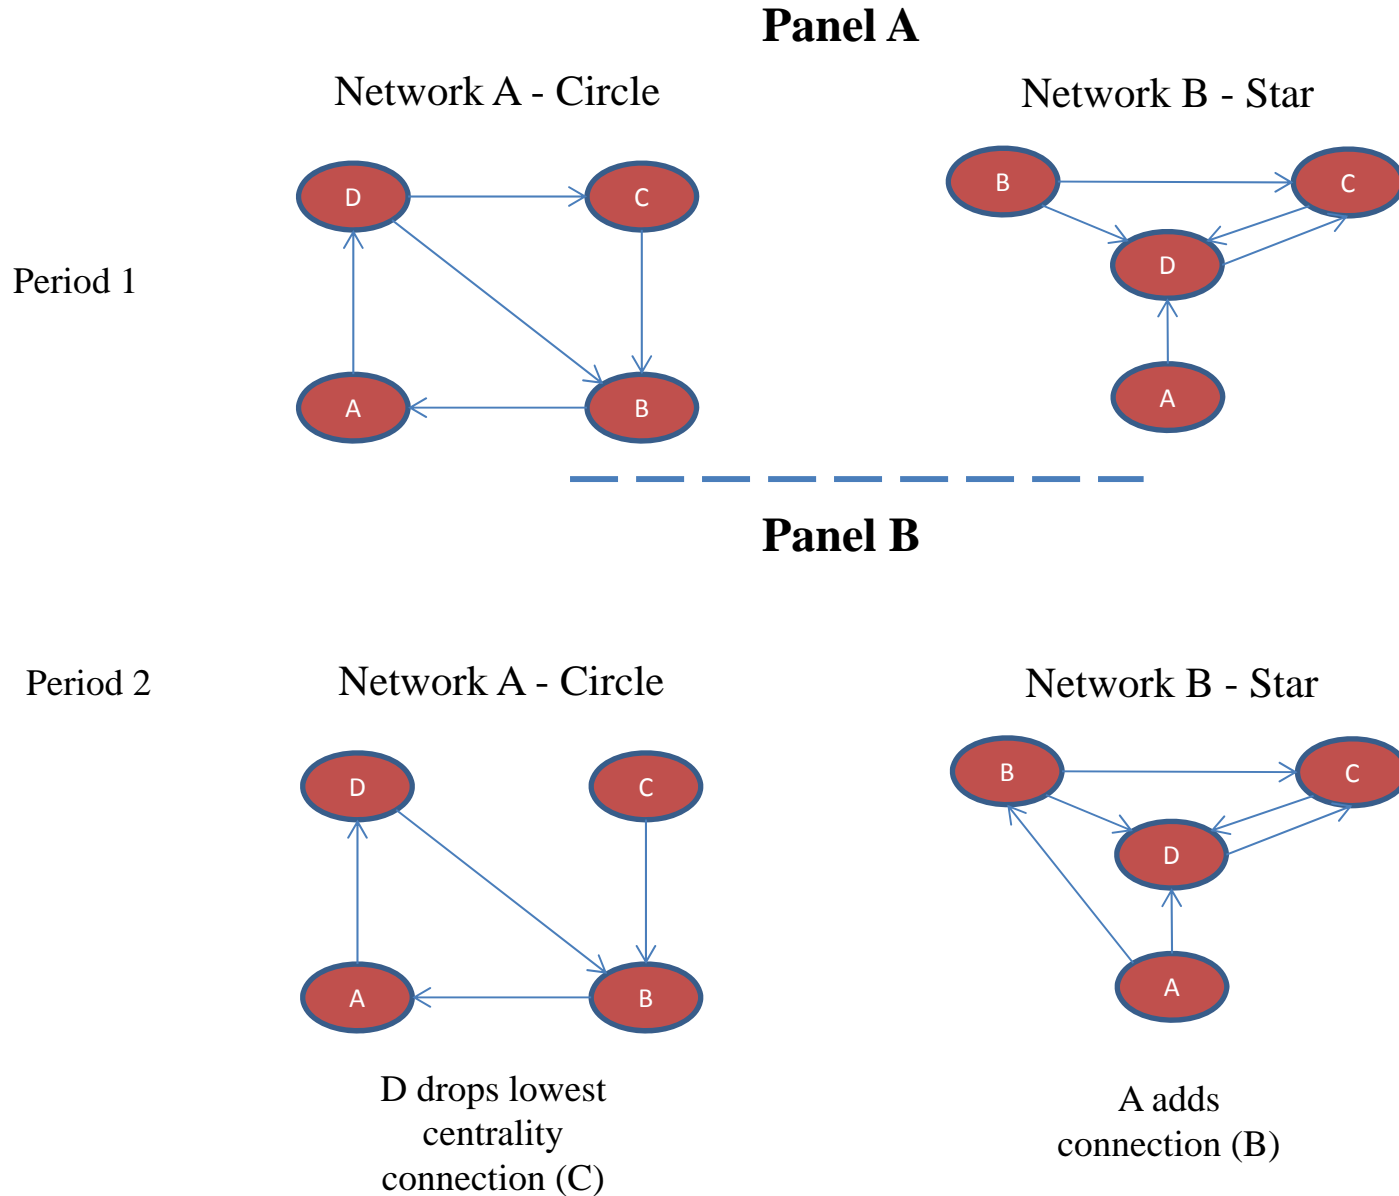 Panel A
Network A - Circle
Network B - Star
D
C
B
C
D
Period 1
A
B
A
Panel B
Period 2
Network A - Circle
Network B - Star
D
C
B
C
D
A
B
A
D drops lowest
centrality
connection (C)
A adds
connection (B)